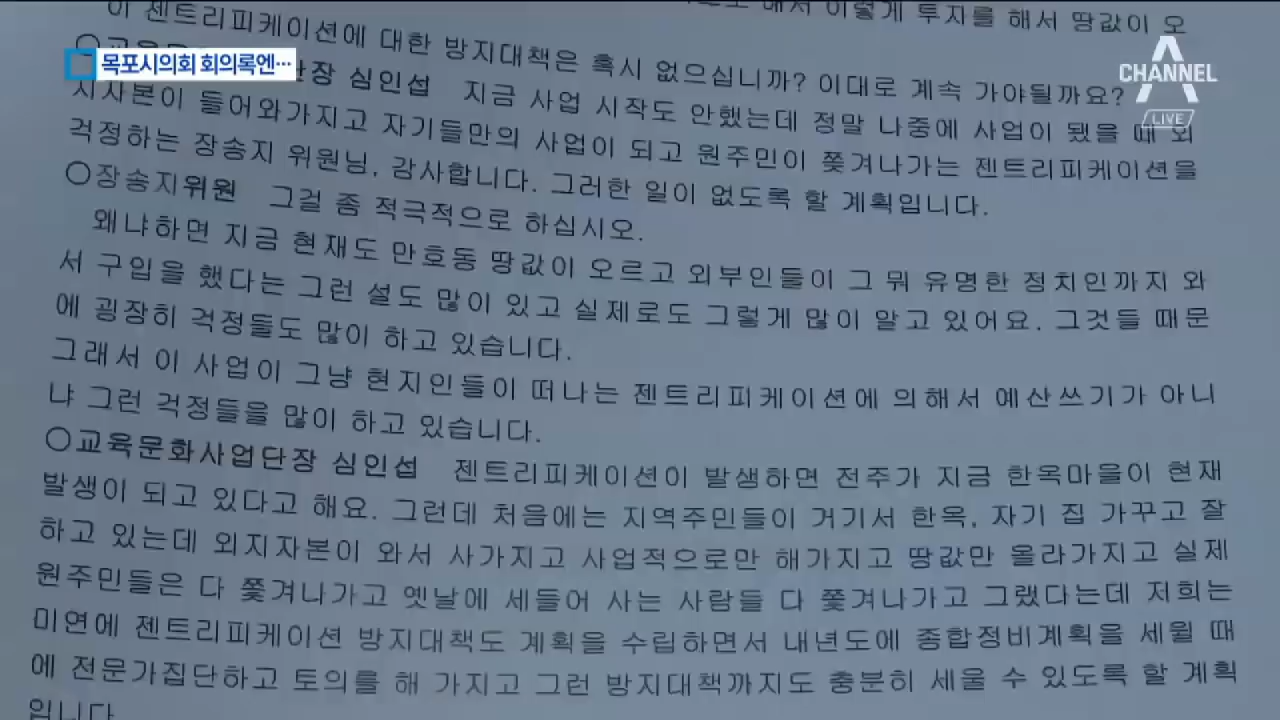 해서 이렇게 투자를 해서 땅값이 오
이 젠트리피케이션에 대한 방지대책은 혹시 없으십니까? 이대로 계속 가야될까요?
목포시의회 회의록엔…
CHANNEL
LIVE
장 심인섭 지금 사업 시작도 안했는데 정말 나중에 사업이 됐을 때 외
지자본이 들어와가지고 자기들만의 사업이 되고 원주민이 쫓겨나가는 젠트리피케이션을
걱정하는 장송지 위원님, 감사합니다. 그러한 일이 없도록 할 계획입니다.
○장송지위원 그걸 좀 적극적으로 하십시오.
왜냐하면 지금 현재도 만호동 땅값이 오르고 외부인들이 그 뭐 유명한 정치인까지 와
서 구입을 했다는 그런 설도 많이 있고 실제로도 그렇게 많이 알고 있어요. 그것들 때문
에 굉장히 걱정들도 많이 하고 있습니다.
그래서 이 사업이 그냥 현지인들이 떠나는 젠트리피케이션에 의해서 예산쓰기가 아니
냐 그런 걱정들을 많이 하고 있습니다.
○교육문화사업단장 심인섭 젠트리피케이션이 발생하면 전주가 지금 한옥마을이 현재
발생이 되고 있다고 해요. 그런데 처음에는 지역주민들이 거기서 한옥, 자기 집 가꾸고 잘
하고 있는데 외지자본이 와서 사가지고 사업적으로만 해가지고 땅값만 올라가지고 실제
원주민들은 다 쫓겨나가고 옛날에 세들어 사는 사람들 다 쫓겨나가고 그랬다는데 저희는
미연에 젠트리피케이션 방지대책도 계획을 수립하면서 내년도에 종합정비계획을 세울 때
에 전문가집단하고 토의를 해 가지고 그런 방지대책까지도 충분히 세울 수 있도록 할 계획
입니다.